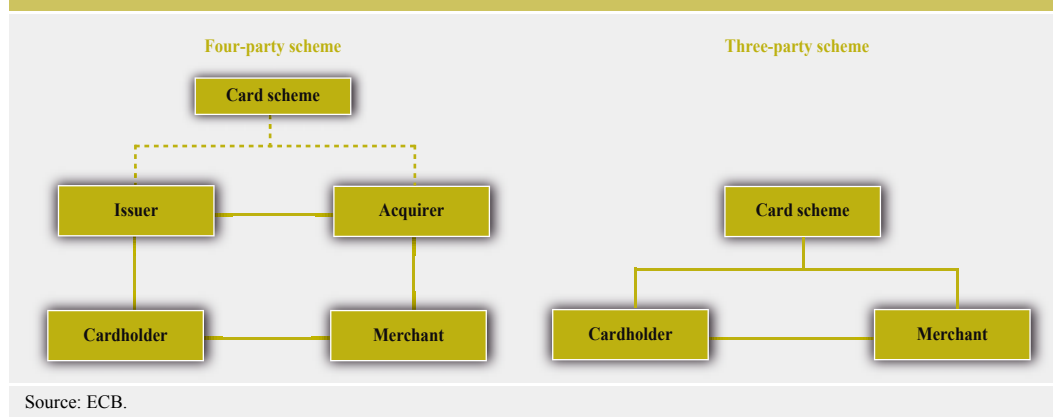 Four-party scheme
Three-party scheme
Card scheme
Issuer
Acquirer
Card scheme
Cardholder
Merchant
Cardholder
Merchant
Source: ECB.